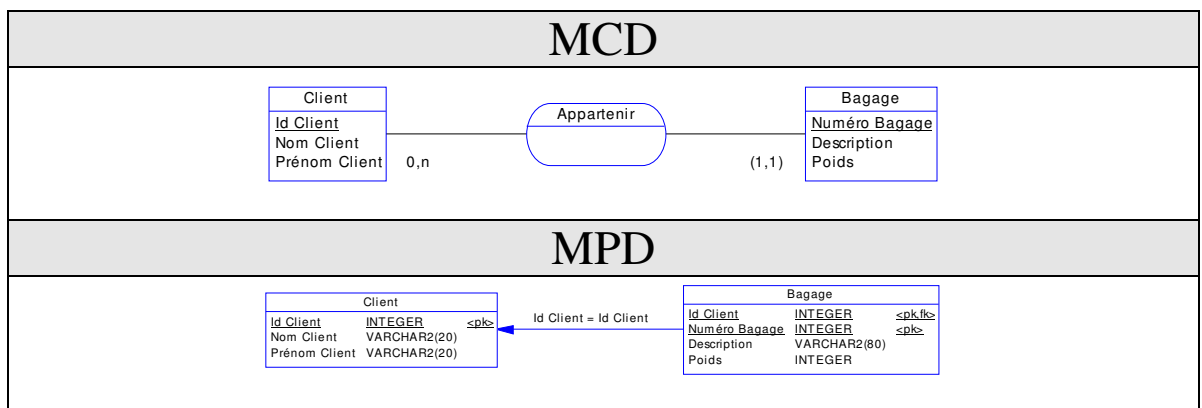 MCD
Client
Id Client
Nom Client
Prénom Client
0,n
Appartenir
(1,1)
Bagage
Numéro Bagage
Description
Poids
MPD
Client
Id Client INTEGER <pk>
Nom Client VARCHAR2(20)
Prénom Client VARCHAR2(20)
Id Client = Id Client
Bagage
Id Client INTEGER <pk,fk>
Numéro Bagage INTEGER <pk>
Description VARCHAR2(80)
Poids INTEGER